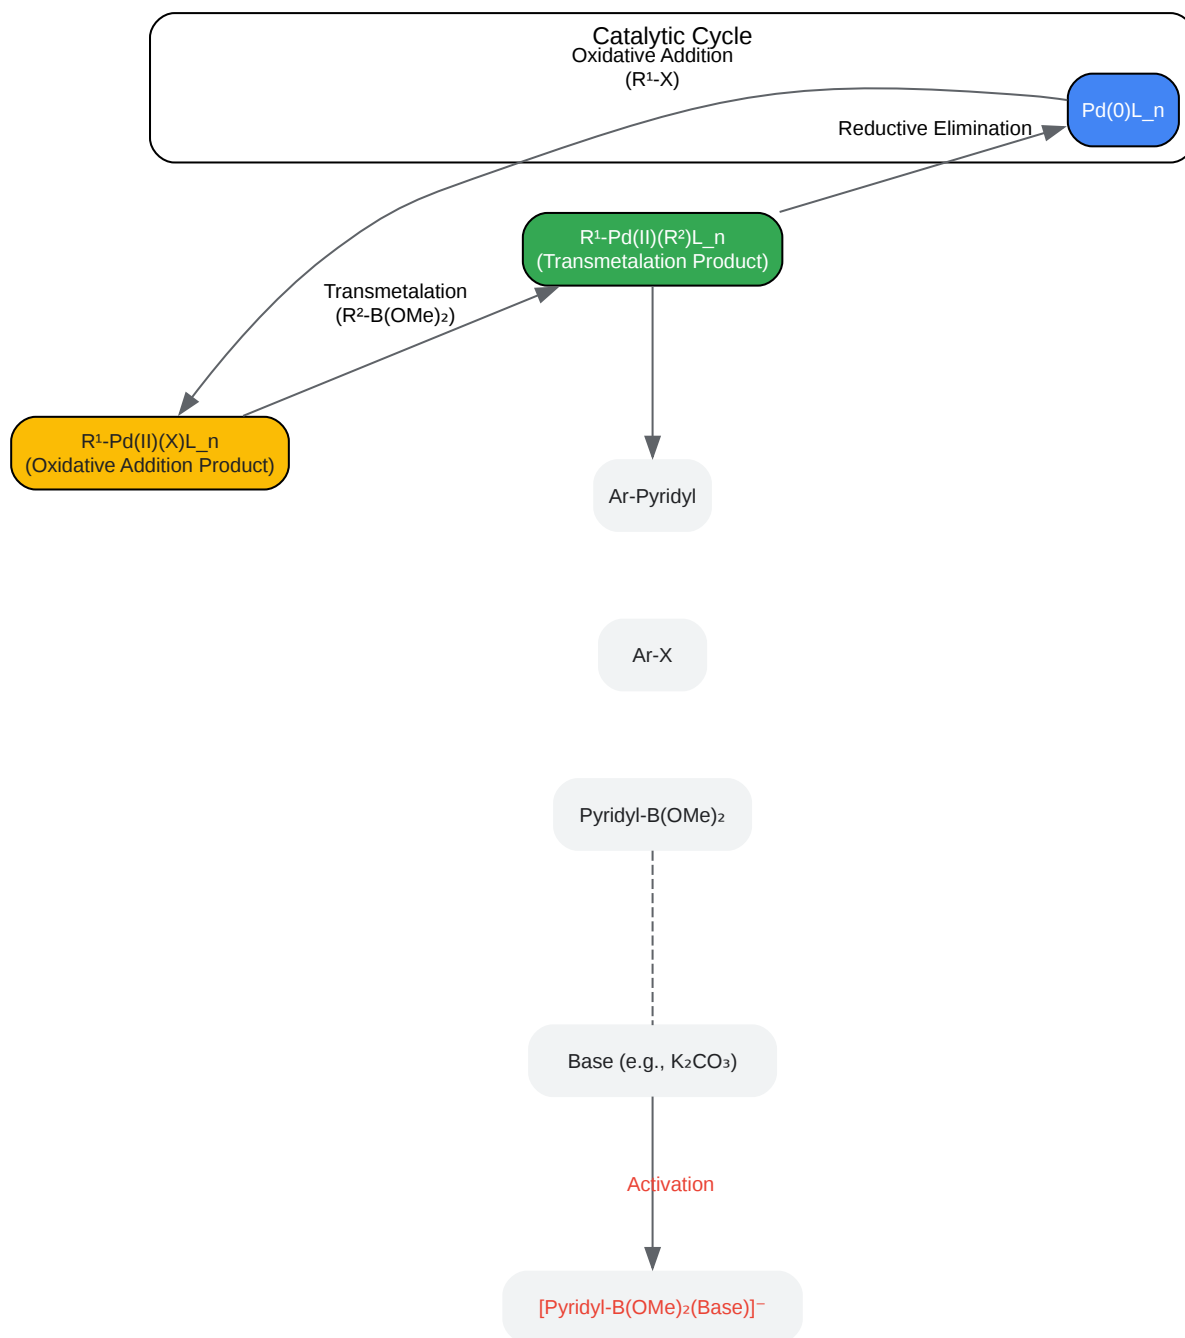 Catalytic Cycle
Oxidative Addition
(R¹-X)
Pd(0)L_n
Reductive Elimination
R¹-Pd(II)(R²)L_n
(Transmetalation Product)
Transmetalation
(R²-B(OMe)₂)
R¹-Pd(II)(X)L_n
(Oxidative Addition Product)
Ar-Pyridyl
Ar-X
Pyridyl-B(OMe)₂
Base (e.g., K₂CO₃)
Activation
[Pyridyl-B(OMe)₂(Base)]⁻